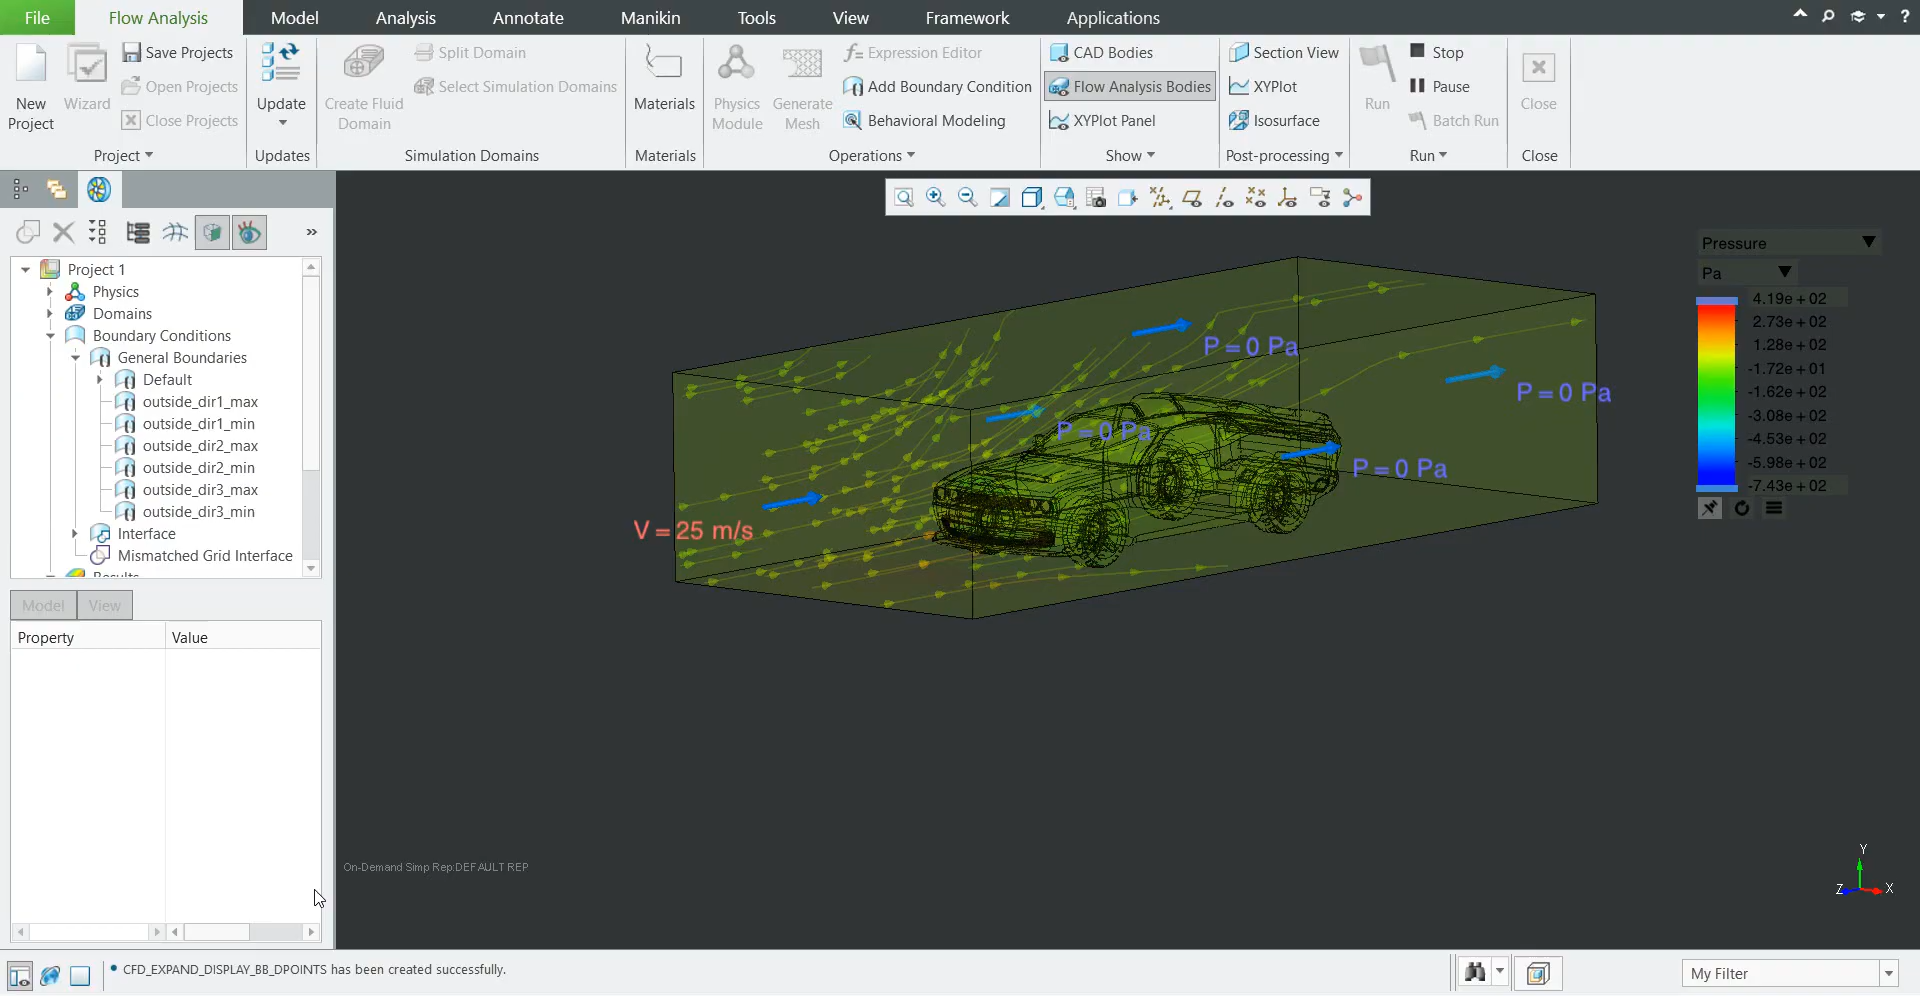 File Flow Analysis Model Analysis Annotate Manikin Tools View Framework Applications
New Project
Wizard
Save Projects
Open Projects
Close Projects
Project
Update
Updates
Create Fluid Domain
Split Domain
Select Simulation Domains
Simulation Domains
Materials
Materials
Physics Module
Generate Mesh
Expression Editor
Add Boundary Condition
Behavioral Modeling
Operations
CAD Bodies
Flow Analysis Bodies
XYPlot Panel
Show
Section View
XYPlot
Isosurface
Post-processing
Run
Stop
Pause
Batch Run
Run
Close
Close
Project 1
Physics
Domains
Boundary Conditions
General Boundaries
Default
outside_dir1_max
outside_dir1_min
outside_dir2_max
outside_dir2_min
outside_dir3_max
outside_dir3_min
Interface
Mismatched Grid Interface
Results
Model View
Property Value
P = 0 Pa
P = 0 Pa
P = 0 Pa
P = 0 Pa
V = 25 m/s
Pressure
Pa
4.19e + 02
2.73e + 02
1.28e + 02
-1.72e + 01
-1.62e + 02
-3.08e + 02
-4.53e + 02
-5.98e + 02
-7.43e + 02
On-Demand Simp Rep:DEFAULT REP
Y
Z
X
CFD_EXPAND_DISPLAY_BB_DPOINTS has been created successfully.
My Filter